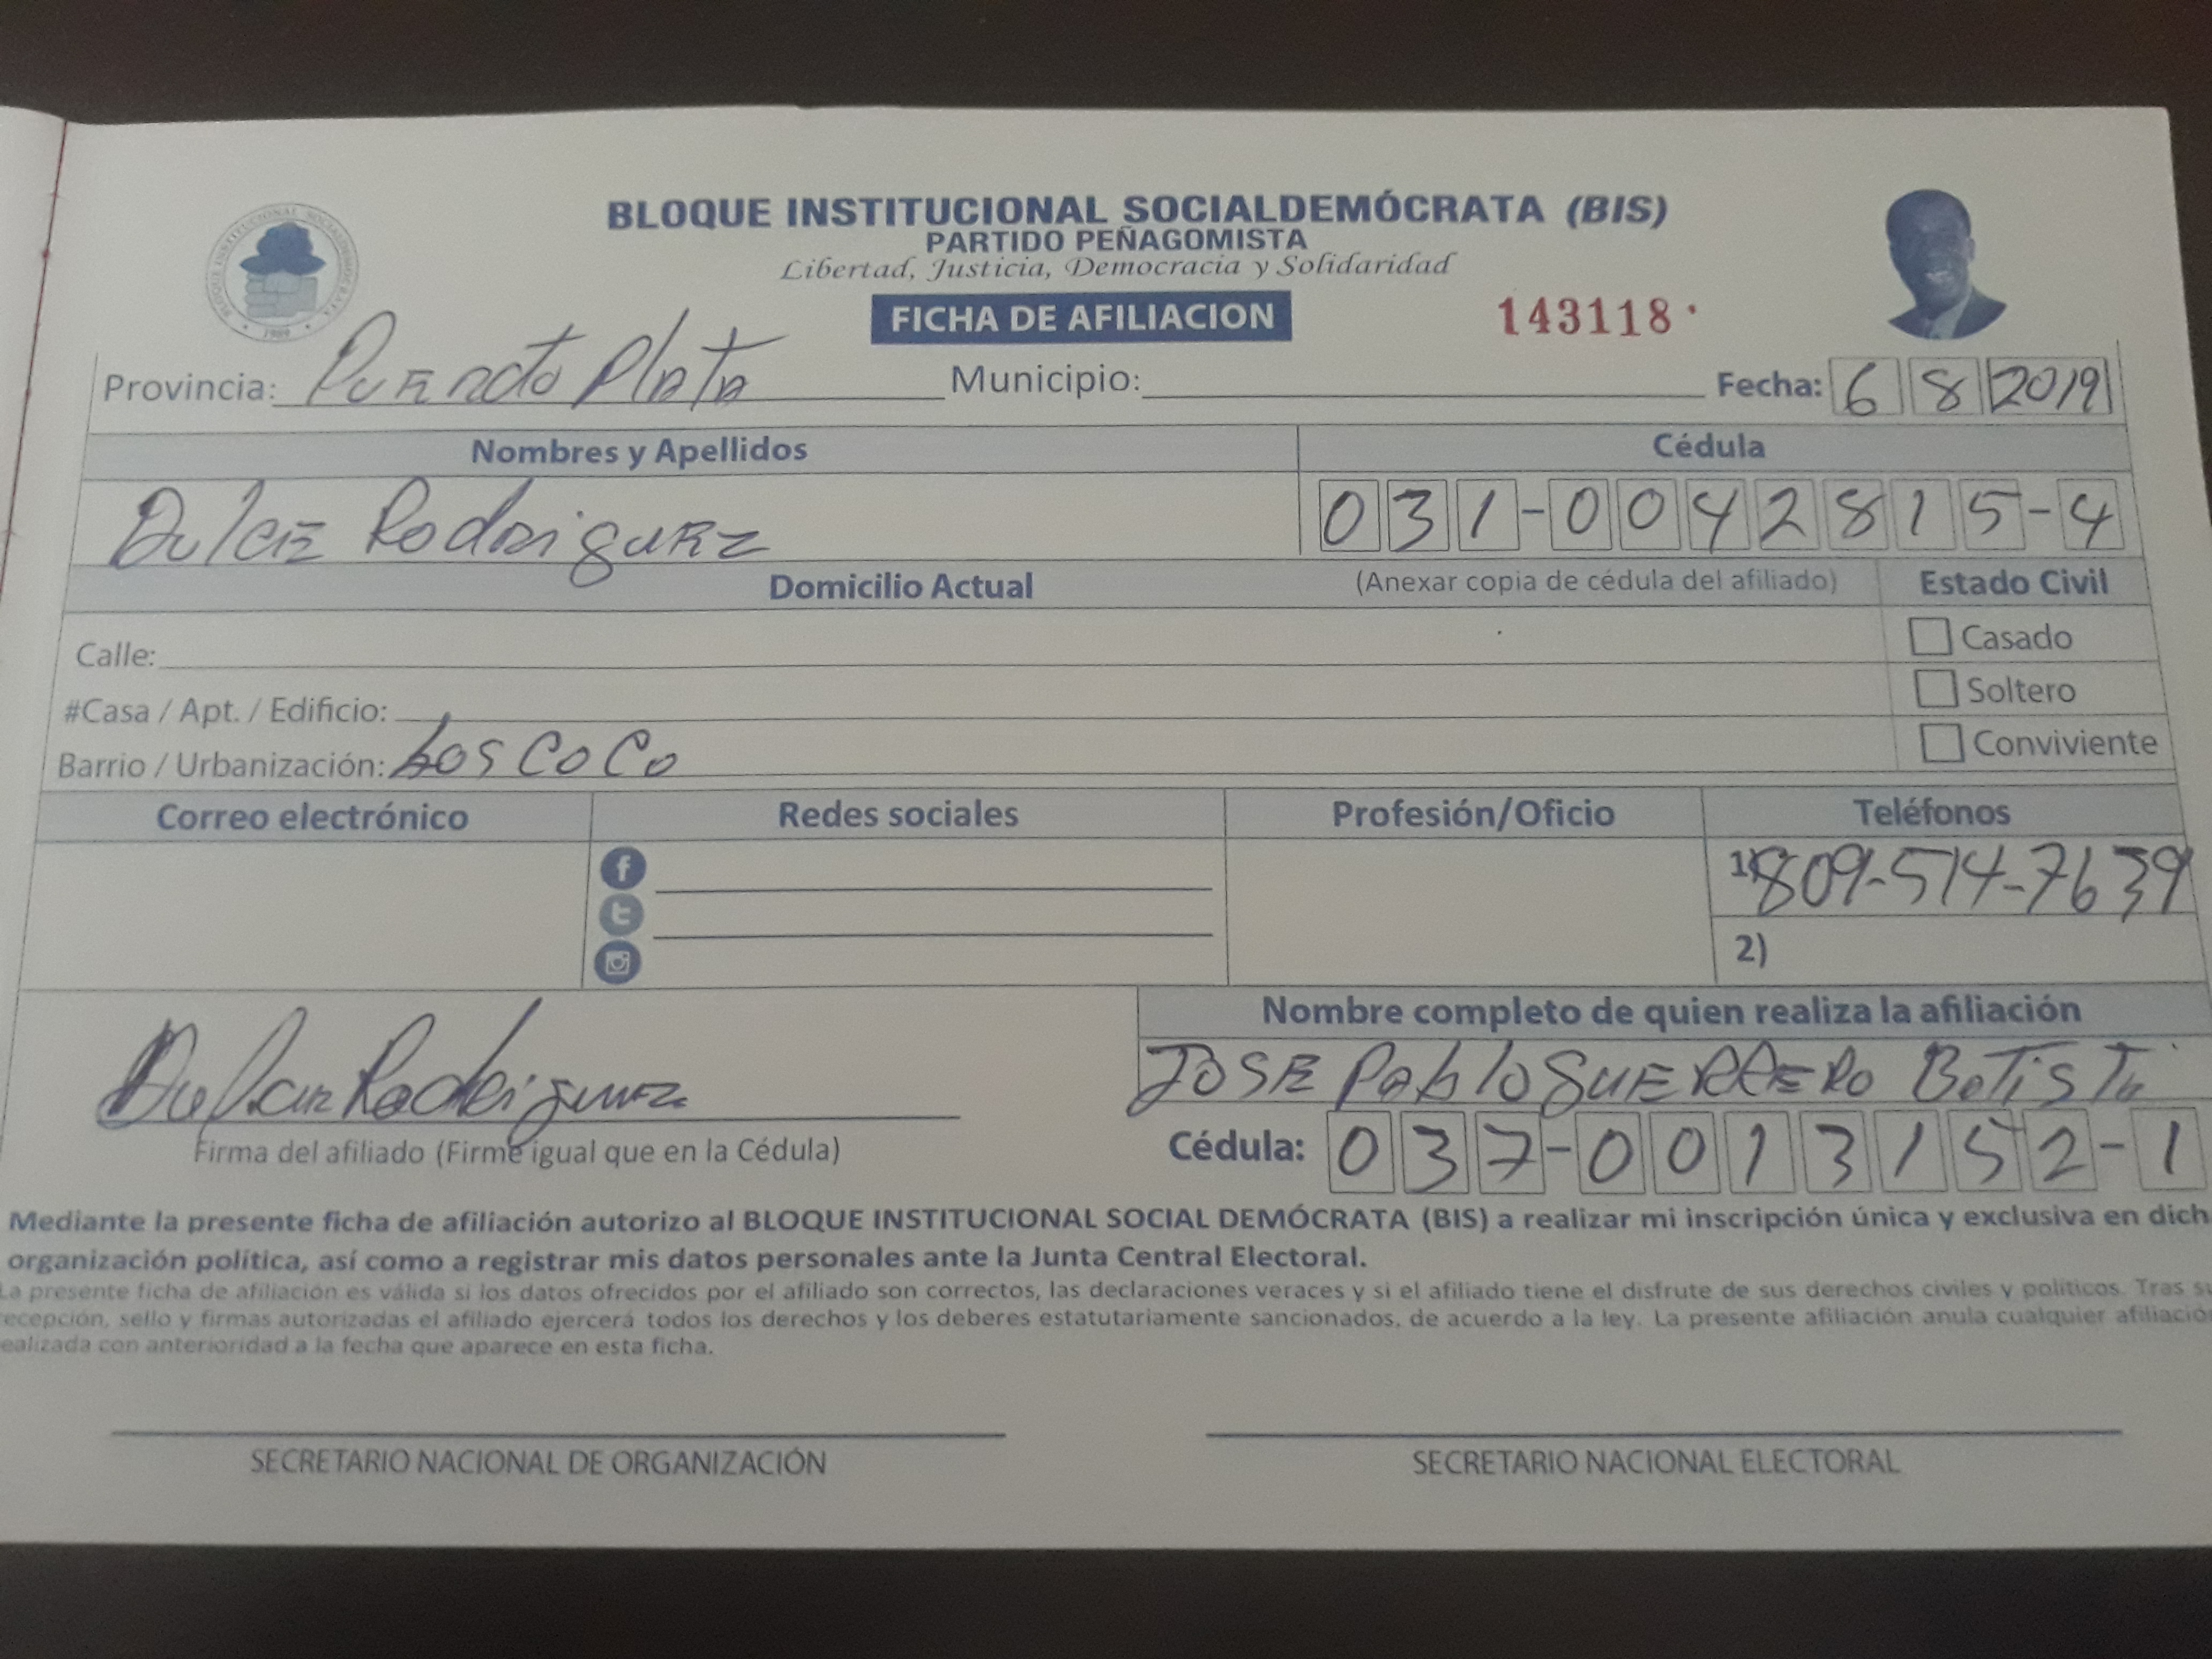 BLOQUE INSTITUCIONAL SOCIALDEMÓCRATA (BIS)
PARTIDO PEÑAGOMISTA
Libertad, Justicia, Democracia y Solidaridad
FICHA DE AFILIACION
143118
BLOQUE INSTITUCIONAL SOCIALDEMOCRATA
1989
Provincia: Puerto Plata Municipio: Fecha: 6 8 2019
Nombres y Apellidos Cédula
Dulce Rodriguez 031-0042815-4
Domicilio Actual (Anexar copia de cédula del afiliado) Estado Civil
Calle: Casado
#Casa / Apt. / Edificio: Soltero
Barrio / Urbanización: Los CoCo Conviviente
Correo electrónico Redes sociales Profesión/Oficio Teléfonos
1) 809-514-7639
2)
Nombre completo de quien realiza la afiliación
Dulce Rodriguez JOSE Pablo GUERRERO Batista
Firma del afiliado (Firme igual que en la Cédula) Cédula: 037-0013152-1
Mediante la presente ficha de afiliación autorizo al BLOQUE INSTITUCIONAL SOCIAL DEMÓCRATA (BIS) a realizar mi inscripción única y exclusiva en dich
organización política, así como a registrar mis datos personales ante la Junta Central Electoral.
La presente ficha de afiliación es válida si los datos ofrecidos por el afiliado son correctos, las declaraciones veraces y si el afiliado tiene el disfrute de sus derechos civiles y políticos. Tras su
recepción, sello y firmas autorizadas el afiliado ejercerá todos los derechos y los deberes estatutariamente sancionados, de acuerdo a la ley. La presente afiliación anula cualquier afiliació
ealizada con anterioridad a la fecha que aparece en esta ficha.
SECRETARIO NACIONAL DE ORGANIZACIÓN SECRETARIO NACIONAL ELECTORAL